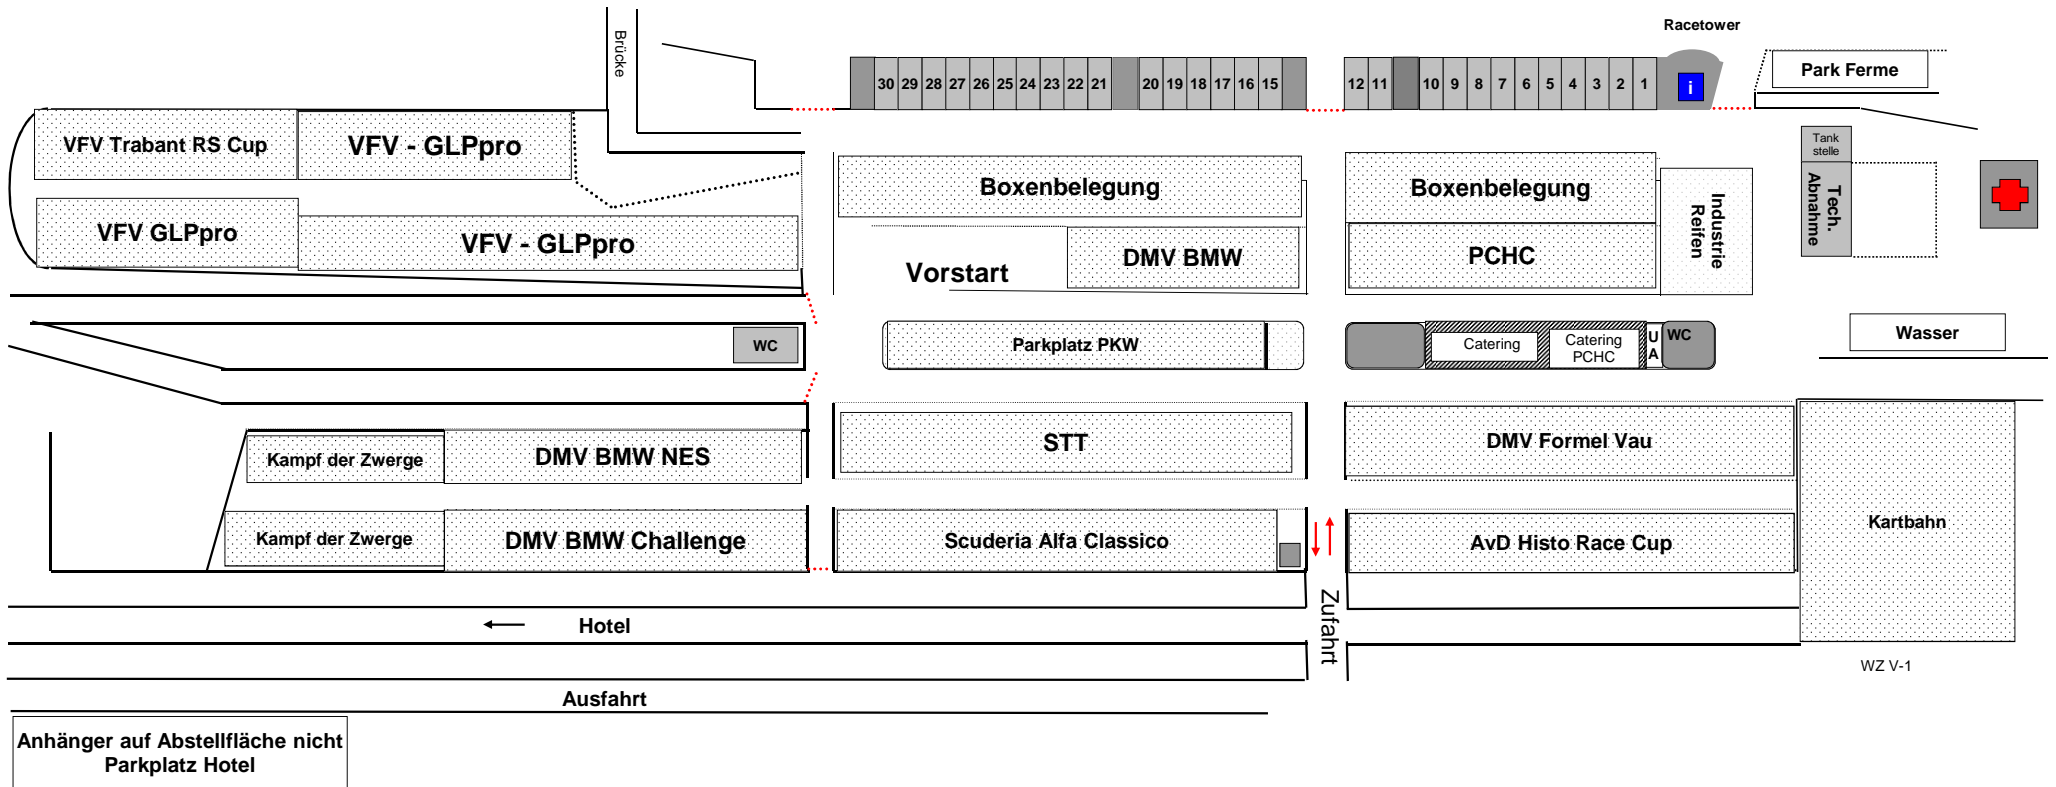 Racetower
Brücke
30 29 28 27 26 25 24 23 22 21 20 19 18 17 16 15 12 11 10 9 8 7 6 5 4 3 2 1 i
Park Ferme
VFV Trabant RS Cup
VFV - GLPpro
Boxenbelegung
Boxenbelegung
Industrie
Reifen
Tank
stelle
Tech.
Abnahme
VFV GLPpro
VFV - GLPpro
Vorstart
DMV BMW
PCHC
WC
Parkplatz PKW
Catering
Catering
PCHC
U
A
WC
Wasser
Kampf der Zwerge
DMV BMW NES
STT
DMV Formel Vau
Kampf der Zwerge
DMV BMW Challenge
Scuderia Alfa Classico
AvD Histo Race Cup
Kartbahn
Zufahrt
Hotel
WZ V-1
Ausfahrt
Anhänger auf Abstellfläche nicht
Parkplatz Hotel